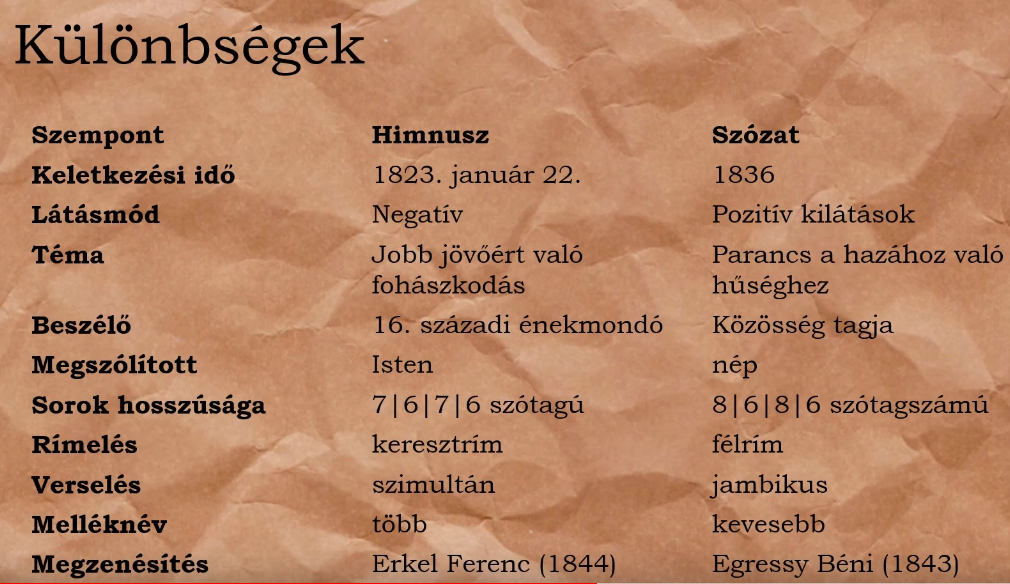 Különbségek
Szempont Himnusz Szózat
Keletkezési idő 1823. január 22. 1836
Látásmód Negatív Pozitív kilátások
Téma Jobb jövőért való Parancs a hazához való
fohászkodás hűséghez
Beszélő 16. századi énekmondó Közösség tagja
Megszólított Isten nép
Sorok hosszúsága 7|6|7|6 szótagú 8|6|8|6 szótagszámú
Rímelés keresztrím félrím
Verselés szimultán jambikus
Melléknév több kevesebb
Megzenésítés Erkel Ferenc (1844) Egressy Béni (1843)